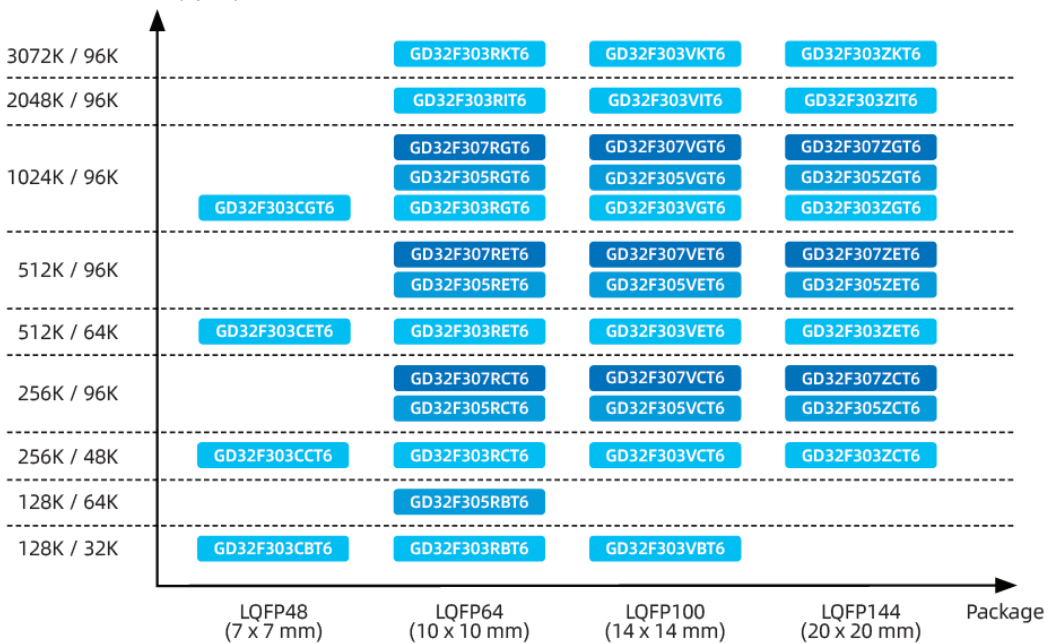 3072K / 96K GD32F303RKT6 GD32F303VKT6 GD32F303ZKT6
2048K / 96K GD32F303RIT6 GD32F303VIT6 GD32F303ZIT6
GD32F307RGT6 GD32F307VGT6 GD32F307ZGT6
1024K / 96K GD32F305RGT6 GD32F305VGT6 GD32F305ZGT6
GD32F303CGT6 GD32F303RGT6 GD32F303VGT6 GD32F303ZGT6
GD32F307RET6 GD32F307VET6 GD32F307ZET6
512K / 96K GD32F305RET6 GD32F305VET6 GD32F305ZET6
512K / 64K GD32F303CET6 GD32F303RET6 GD32F303VET6 GD32F303ZET6
GD32F307RCT6 GD32F307VCT6 GD32F307ZCT6
256K / 96K GD32F305RCT6 GD32F305VCT6 GD32F305ZCT6
256K / 48K GD32F303CCT6 GD32F303RCT6 GD32F303VCT6 GD32F303ZCT6
128K / 64K GD32F305RBT6
128K / 32K GD32F303CBT6 GD32F303RBT6 GD32F303VBT6
LQFP48 LQFP64 LQFP100 LQFP144 Package
(7 x 7 mm) (10 x 10 mm) (14 x 14 mm) (20 x 20 mm)